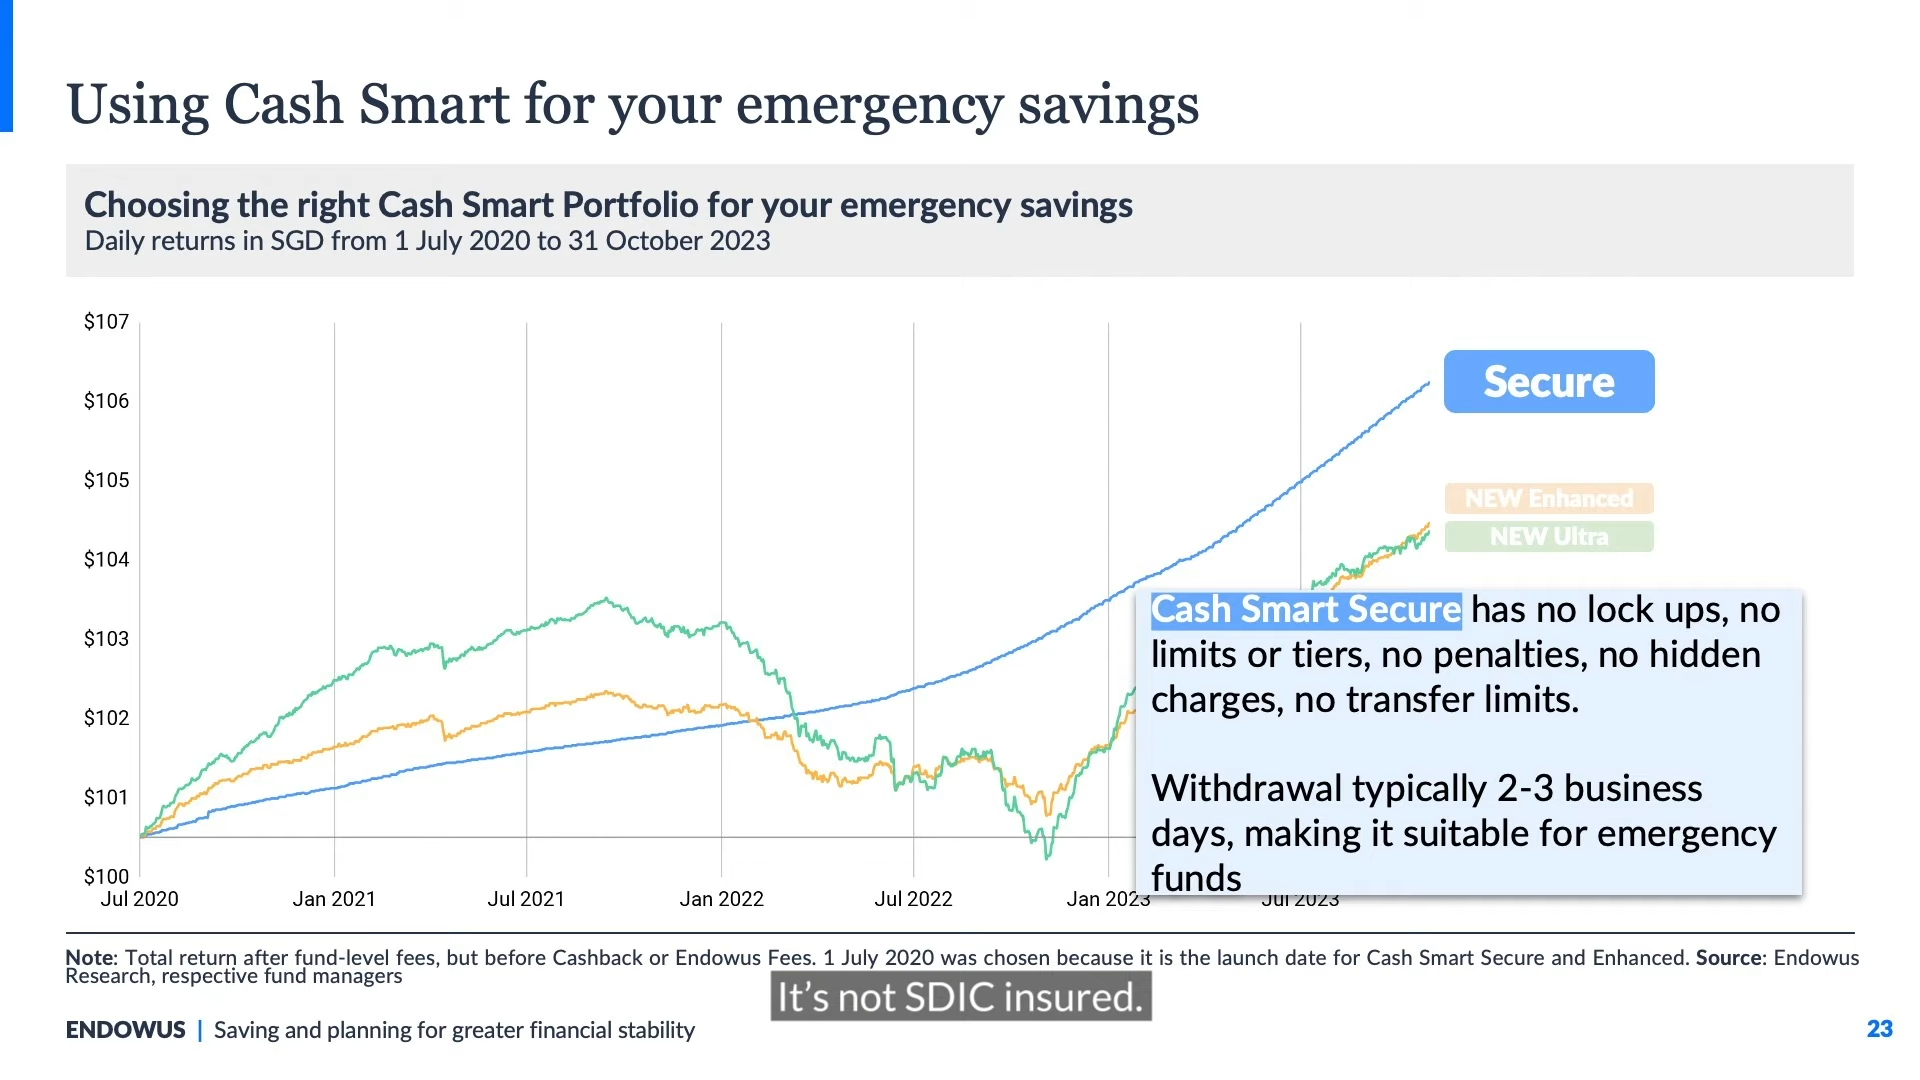 Using Cash Smart for your emergency savings
Choosing the right Cash Smart Portfolio for your emergency savings
Daily returns in SGD from 1 July 2020 to 31 October 2023
$107
$106
$105
$104
$103
$102
$101
$100
Jul 2020
Jan 2021
Jul 2021
Jan 2022
Jul 2022
Jan 2023
Jul 2023
Secure
NEW Enhanced
NEW Ultra
Cash Smart Secure has no lock ups, no
limits or tiers, no penalties, no hidden
charges, no transfer limits.
Withdrawal typically 2-3 business
days, making it suitable for emergency
funds
Note: Total return after fund-level fees, but before Cashback or Endowus Fees. 1 July 2020 was chosen because it is the launch date for Cash Smart Secure and Enhanced. Source: Endowus
Research, respective fund managers
It's not SDIC insured.
ENDOWUS | Saving and planning for greater financial stability
23